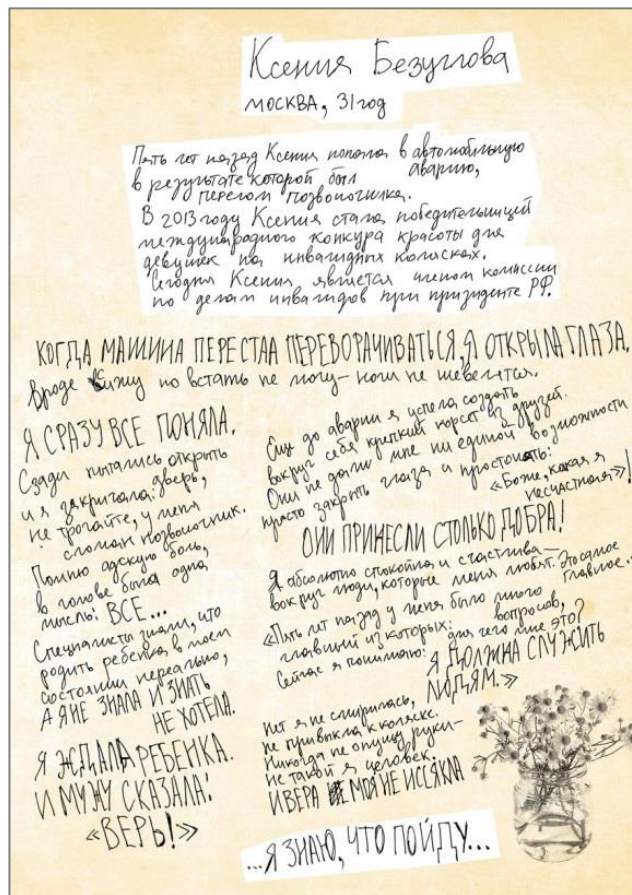 Ксения Безуглова
МОСКВА, 31 год
Пять лет назад Ксения попала в автомобильную
аварию,
в результате которой был
перелом позвоночника.
В 2013 году Ксения стала победительницей
международного конкура красоты для
девушек на инвалидных колясках.
Сегодня Ксения является членом комиссии
по делам инвалидов при призиденте РФ.
КОГДА МАШИНА ПЕРЕСТАА ПЕРЕВОРАЧИВАТЬСЯ, Я ОТКРЫЛА ГЛАЗА.
Вроде вижу но встать не могу – ноги не шевелятся.
Я СРАЗУ ВСЕ ПОНЯЛА.
Сзади пытались открыть
дверь,
и я закричала:
не трогайте, у меня
сломан позвоночник.
Помню адскую боль,
в голове была одна
мысль: ВСЕ...
Специалисты знали, что
родить ребенка в моем
состоянии нереально,
А Я НЕ ЗНАЛА И ЗНАТЬ
НЕ ХОТЕЛА.
Я ЖДАЛА РЕБЕНКА.
И МУЖУ СКАЗАЛА:
«ВЕРЬ!»
Еще до аварии я успела создать
вокруг себя крепкий корсет из друзей.
Они не дали мне ни единой возможности
просто закрыть глаза и простонать:
«Боже, какая я
несчастная»!
ОНИ ПРИНЕСЛИ СТОЛЬКО ДОБРА!
Я абсолютно спокойна и счастлива –
вокруг люди, которые меня любят. Это самое
главное..
«Пять лет назад у меня было много
вопросов,
главный из которых: для чего мне это?
Сейчас я понимаю:
Я ДОЛЖНА СЛУЖИТЬ
ЛЮДЯМ.»
Нет я не смирилась,
не привыкла к коляске.
Никогда не опущу руки –
не такой я человек.
И ВЕРА МОЯ НЕ ИССЯКЛА
...Я ЗНАЮ, ЧТО ПОЙДУ...